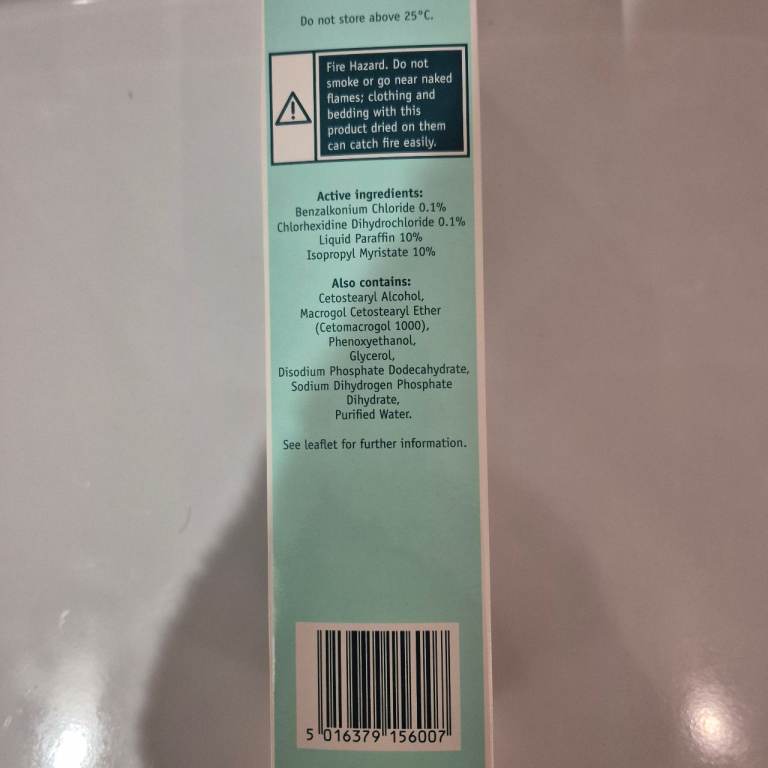 Do not store above 25°C.
Fire Hazard. Do not
smoke or go near naked
flames; clothing and
bedding with this
product dried on them
can catch fire easily.
Active ingredients:
Benzalkonium Chloride 0.1%
Chlorhexidine Dihydrochloride 0.1%
Liquid Paraffin 10%
Isopropyl Myristate 10%
Also contains:
Cetostearyl Alcohol,
Macrogol Cetostearyl Ether
(Cetomacrogol 1000),
Phenoxyethanol,
Glycerol,
Disodium Phosphate Dodecahydrate,
Sodium Dihydrogen Phosphate
Dihydrate,
Purified Water.
See leaflet for further information.
5 016379 156007